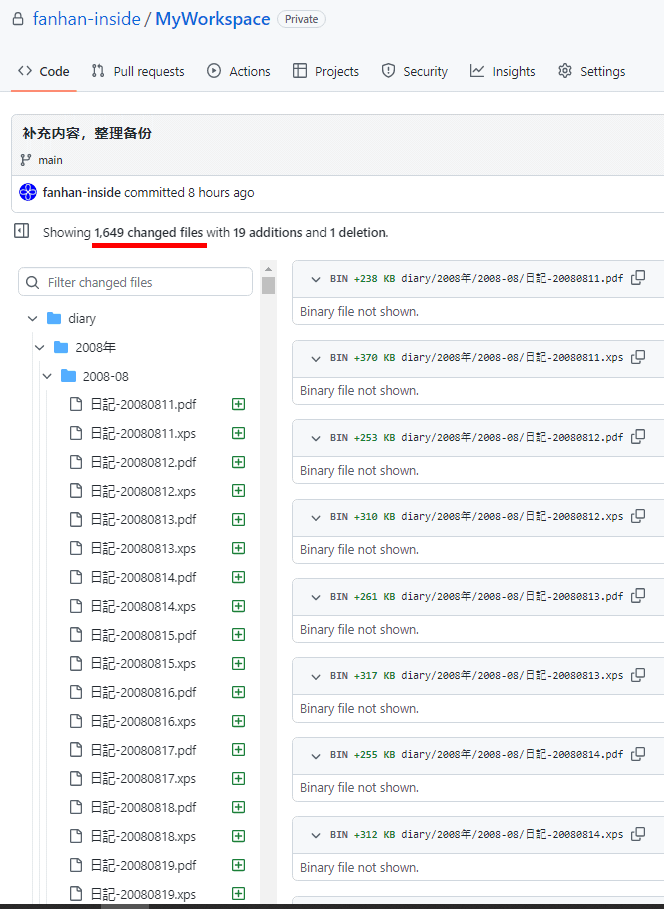 fanhan-inside / MyWorkspace Private
Code Pull requests Actions Projects Security Insights Settings
补充内容，整理备份
main
fanhan-inside committed 8 hours ago
Showing 1,649 changed files with 19 additions and 1 deletion.
Filter changed files
diary
2008年
2008-08
日記-20080811.pdf
日記-20080811.xps
日記-20080812.pdf
日記-20080812.xps
日記-20080813.pdf
日記-20080813.xps
日記-20080814.pdf
日記-20080814.xps
日記-20080815.pdf
日記-20080815.xps
日記-20080816.pdf
日記-20080816.xps
日記-20080817.pdf
日記-20080817.xps
日記-20080818.pdf
日記-20080818.xps
日記-20080819.pdf
日記-20080819.xps
BIN +238 KB diary/2008年/2008-08/日記-20080811.pdf
Binary file not shown.
BIN +370 KB diary/2008年/2008-08/日記-20080811.xps
Binary file not shown.
BIN +253 KB diary/2008年/2008-08/日記-20080812.pdf
Binary file not shown.
BIN +310 KB diary/2008年/2008-08/日記-20080812.xps
Binary file not shown.
BIN +261 KB diary/2008年/2008-08/日記-20080813.pdf
Binary file not shown.
BIN +317 KB diary/2008年/2008-08/日記-20080813.xps
Binary file not shown.
BIN +255 KB diary/2008年/2008-08/日記-20080814.pdf
Binary file not shown.
BIN +312 KB diary/2008年/2008-08/日記-20080814.xps
Binary file not shown.